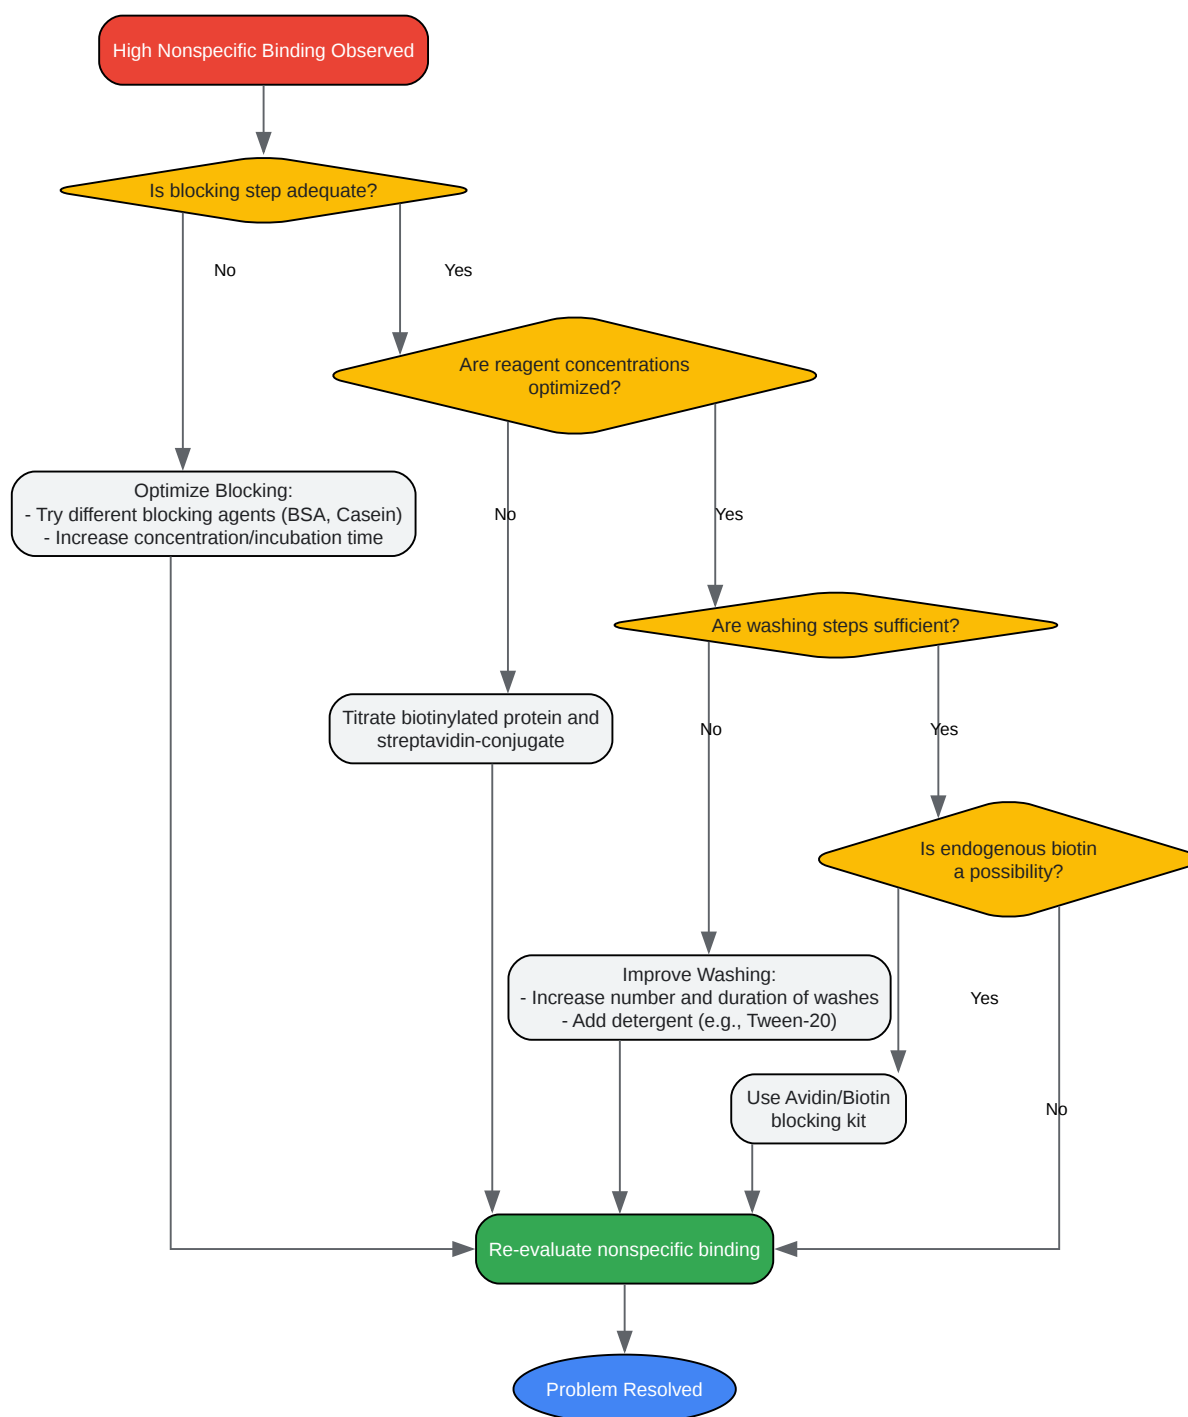 High Nonspecific Binding Observed
Is blocking step adequate?
No
Yes
Are reagent concentrations
optimized?
Optimize Blocking:
- Try different blocking agents (BSA, Casein)
- Increase concentration/incubation time
No
Yes
Are washing steps sufficient?
Titrate biotinylated protein and
streptavidin-conjugate
No
Yes
Is endogenous biotin
a possibility?
Improve Washing:
- Increase number and duration of washes
- Add detergent (e.g., Tween-20)
Yes
Use Avidin/Biotin
blocking kit
No
Re-evaluate nonspecific binding
Problem Resolved